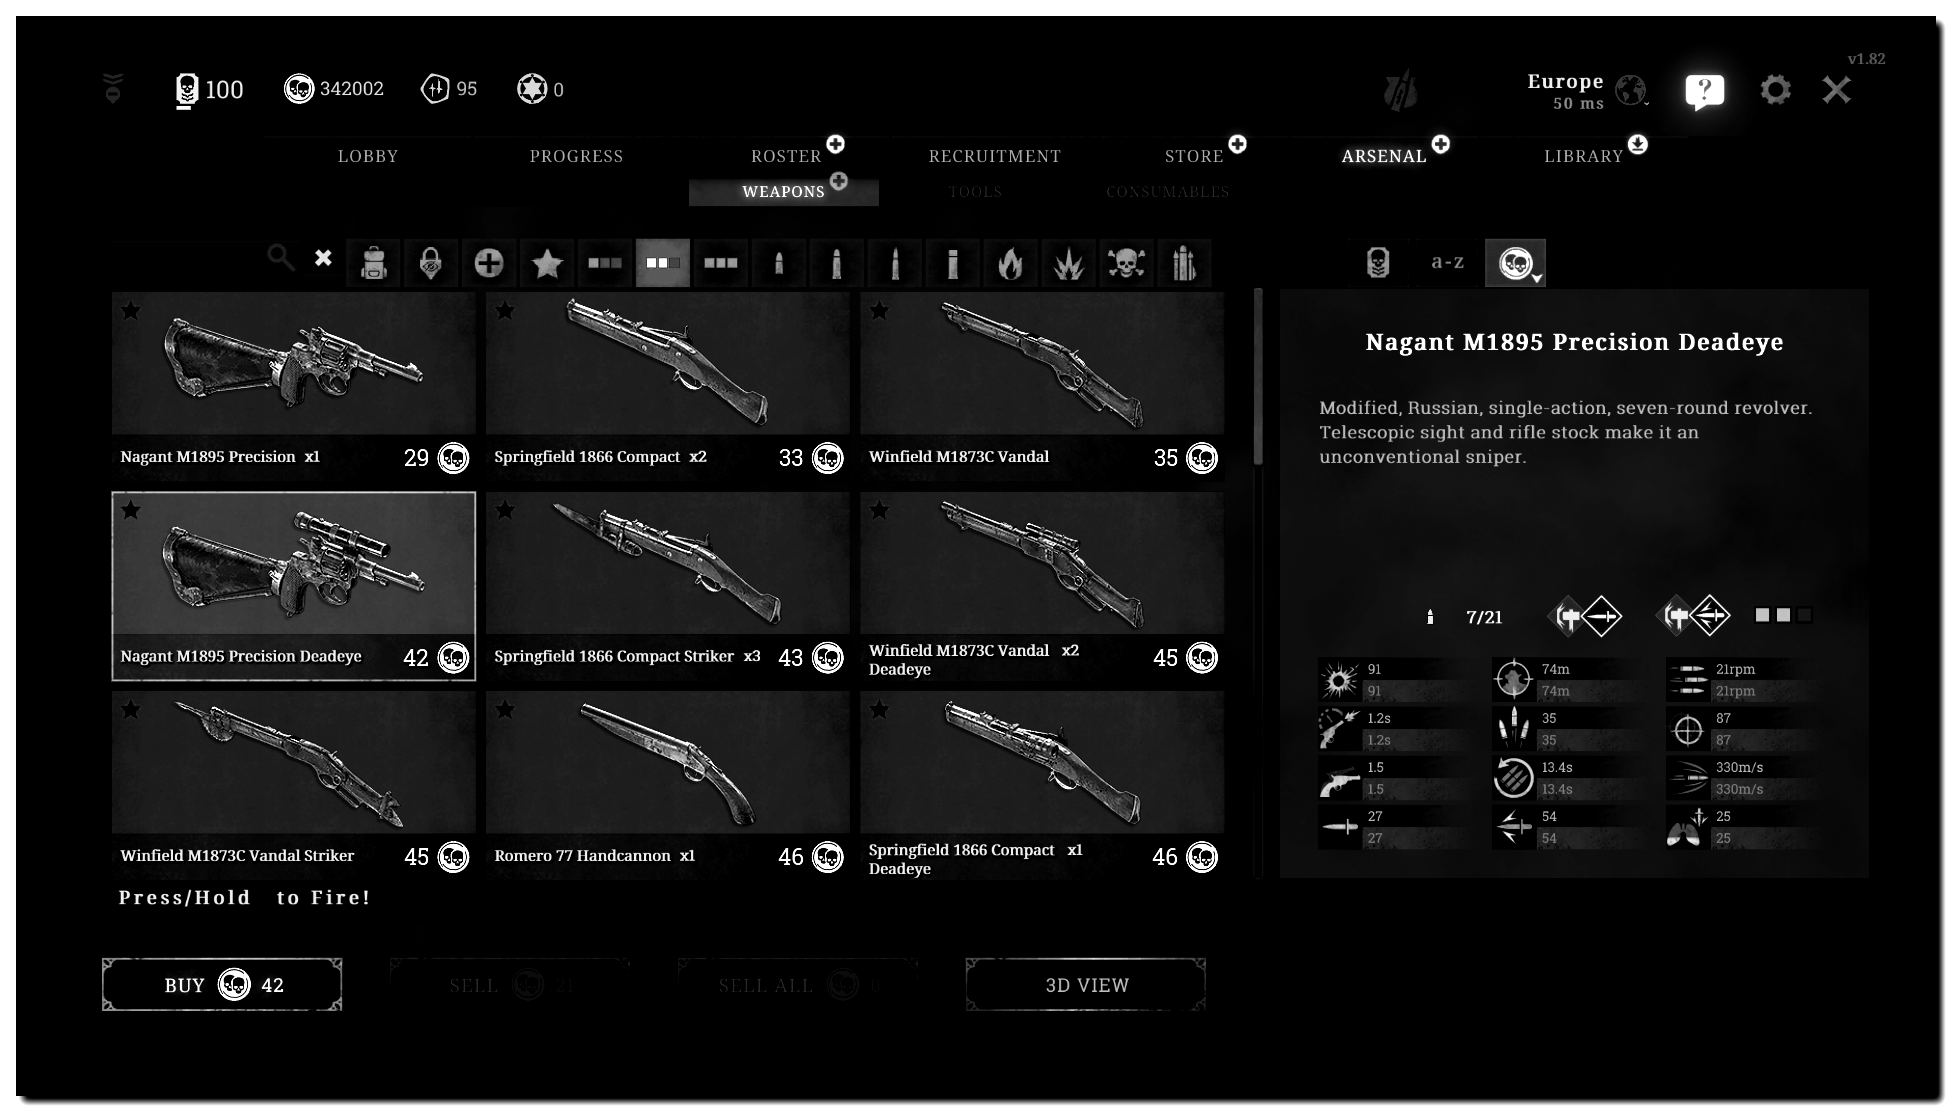 v1.82
100
342002
95
0
Europe
50 ms
?
LOBBY
PROGRESS
ROSTER
RECRUITMENT
STORE
ARSENAL
LIBRARY
WEAPONS
TOOLS
CONSUMABLES
a-z
Nagant M1895 Precision x1 29
Springfield 1866 Compact x2 33
Winfield M1873C Vandal 35
Nagant M1895 Precision Deadeye 42
Springfield 1866 Compact Striker x3 43
Winfield M1873C Vandal x2
Deadeye
45
Winfield M1873C Vandal Striker 45
Romero 77 Handcannon x1 46
Springfield 1866 Compact x1
Deadeye
46
Nagant M1895 Precision Deadeye
Modified, Russian, single-action, seven-round revolver.
Telescopic sight and rifle stock make it an
unconventional sniper.
7/21
91
91
74m
74m
21rpm
21rpm
1.2s
1.2s
35
35
87
87
1.5
1.5
13.4s
13.4s
330m/s
330m/s
27
27
54
54
25
25
Press/Hold to Fire!
BUY 42
SELL 21
SELL ALL 0
3D VIEW